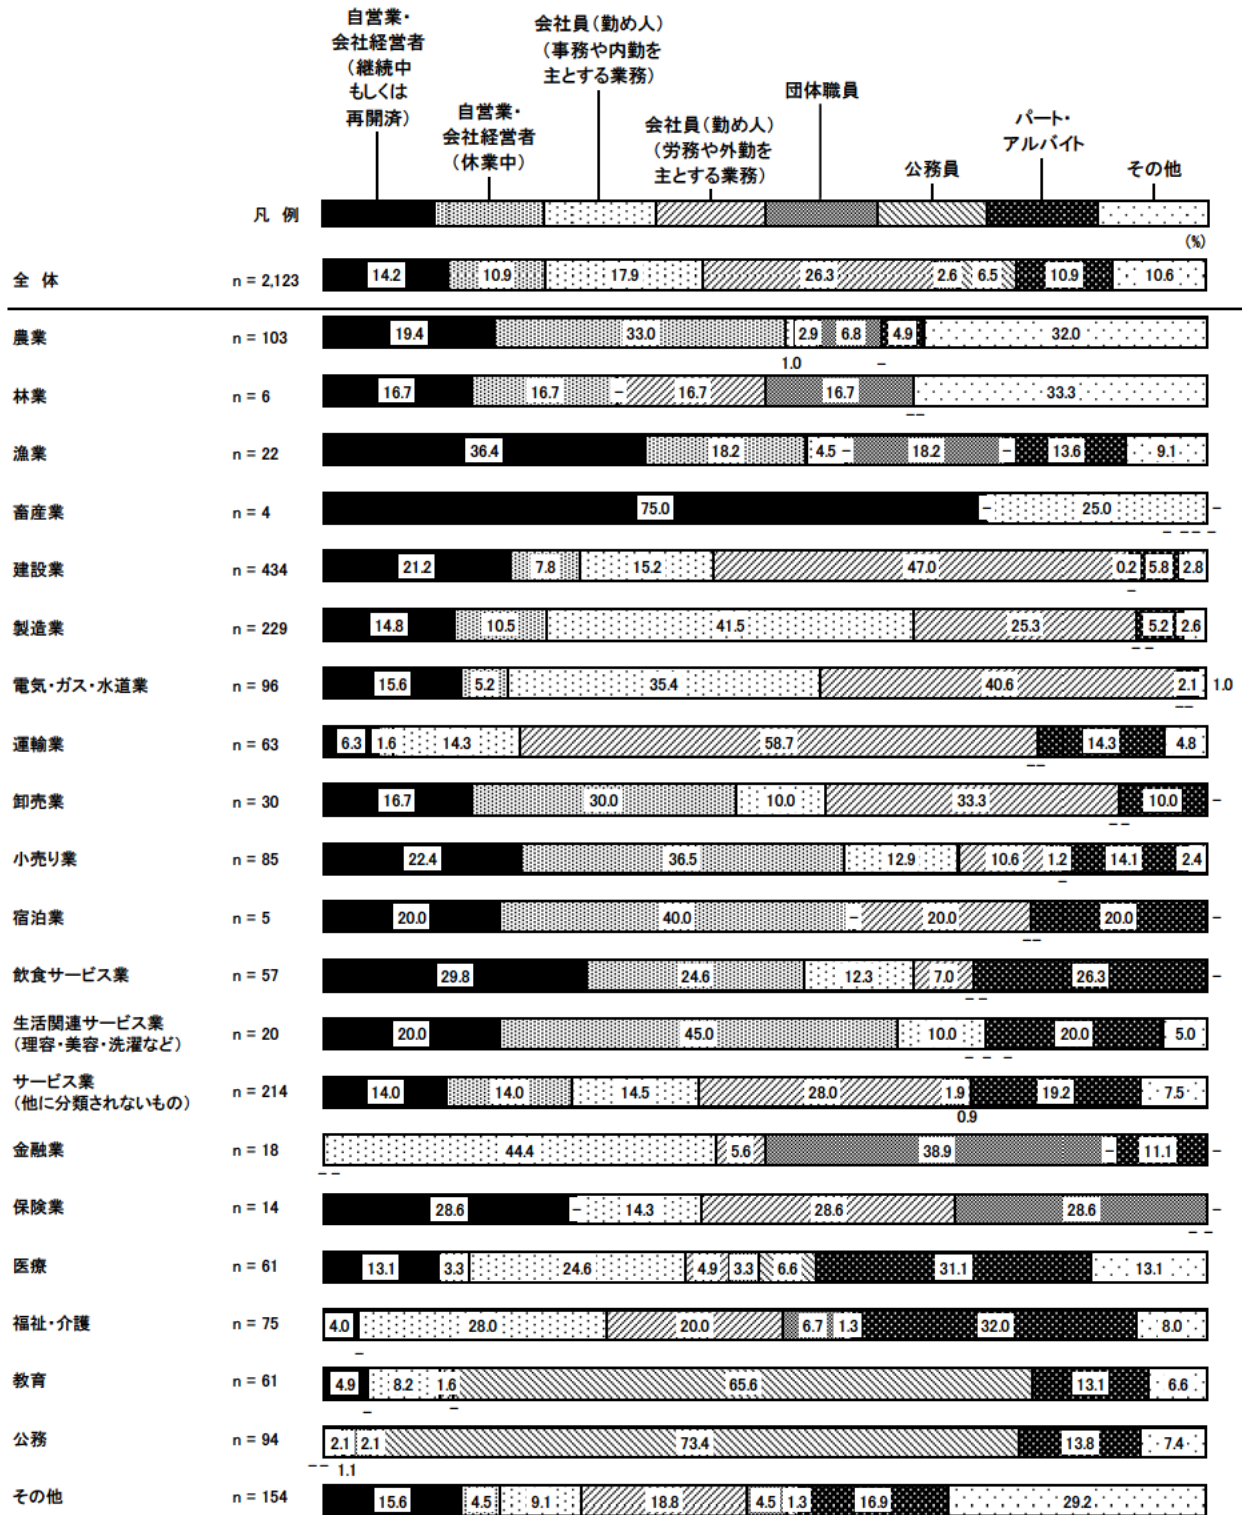 自営業・
会社経営者
（継続中
もしくは
再開済）
自営業・
会社経営者
（休業中）
会社員（勤め人）
（事務や内勤を
主とする業務）
会社員（勤め人）
（労務や外勤を
主とする業務）
団体職員
公務員
パート・
アルバイト
その他
凡 例
(%)
全 体 n = 2,123 14.2 10.9 17.9 26.3 2.6 6.5 10.9 10.6
農業 n = 103 19.4 33.0 2.9 6.8 4.9 32.0
1.0 −
林業 n = 6 16.7 16.7 − 16.7 16.7 33.3
− −
漁業 n = 22 36.4 18.2 4.5 − 18.2 − 13.6 9.1
畜産業 n = 4 75.0 − 25.0 −
− − − −
建設業 n = 434 21.2 7.8 15.2 47.0 0.2 5.8 2.8
−
製造業 n = 229 14.8 10.5 41.5 25.3 5.2 2.6
− −
電気・ガス・水道業 n = 96 15.6 5.2 35.4 40.6 2.1 1.0
− −
運輸業 n = 63 6.3 1.6 14.3 58.7 14.3 4.8
− −
卸売業 n = 30 16.7 30.0 10.0 33.3 10.0 −
− −
小売り業 n = 85 22.4 36.5 12.9 10.6 1.2 14.1 2.4
−
宿泊業 n = 5 20.0 40.0 − 20.0 20.0 −
− −
飲食サービス業 n = 57 29.8 24.6 12.3 7.0 26.3 −
− −
生活関連サービス業
（理容・美容・洗濯など） n = 20 20.0 45.0 10.0 20.0 5.0
− − −
サービス業
（他に分類されないもの） n = 214 14.0 14.0 14.5 28.0 1.9 19.2 7.5
0.9
金融業 n = 18 44.4 5.6 38.9 − 11.1 −
− −
保険業 n = 14 28.6 − 14.3 28.6 28.6 −
− −
医療 n = 61 13.1 3.3 24.6 4.9 3.3 6.6 31.1 13.1
福祉・介護 n = 75 4.0 28.0 20.0 6.7 1.3 32.0 8.0
−
教育 n = 61 4.9 8.2 1.6 65.6 13.1 6.6
− −
公務 n = 94 2.1 2.1 73.4 13.8 7.4
− − 1.1
その他 n = 154 15.6 4.5 9.1 18.8 4.5 1.3 16.9 29.2